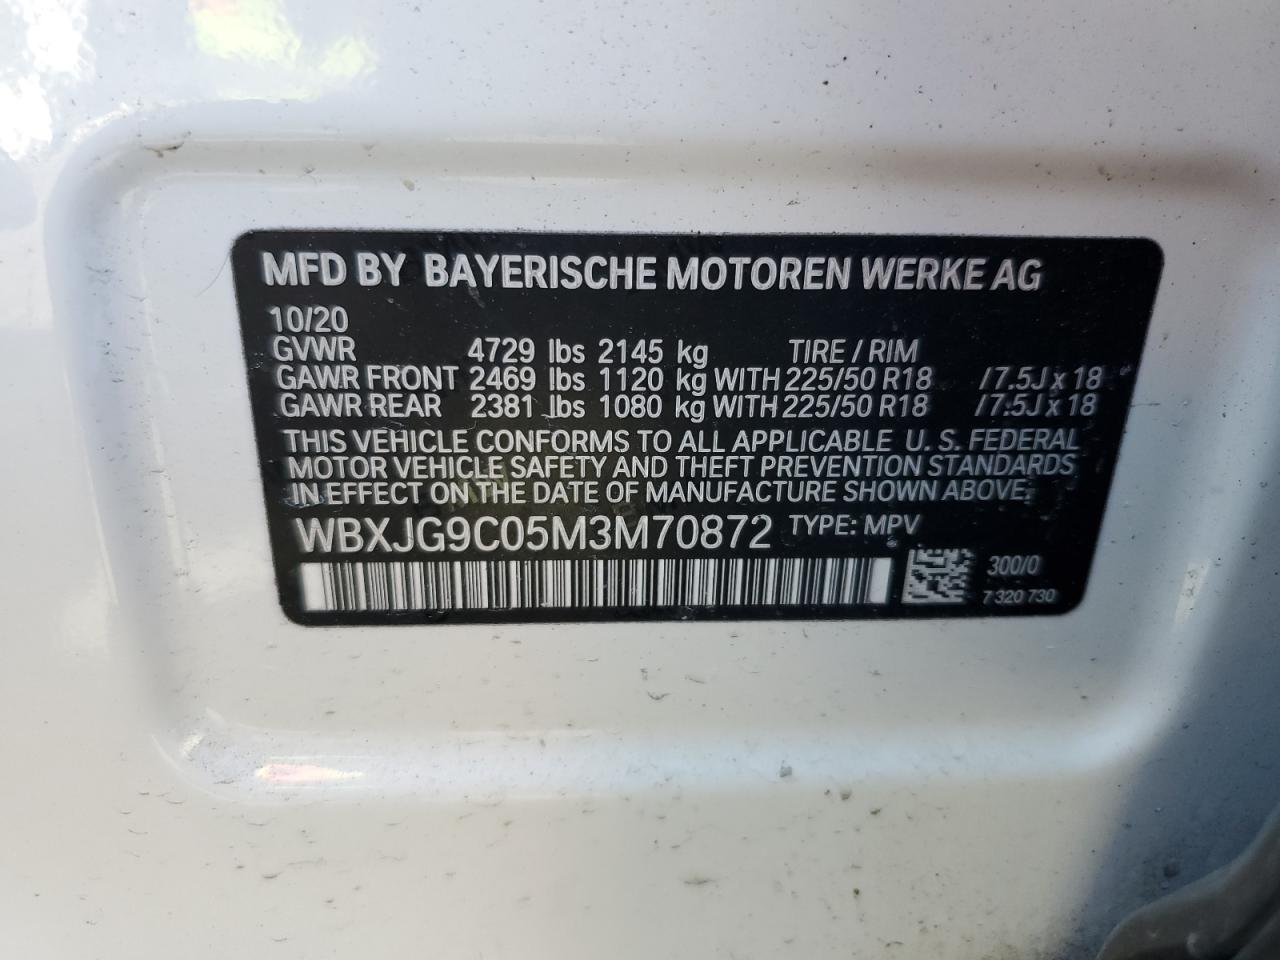 MFD BY BAYERISCHE MOTOREN WERKE AG
10/20
GVWR 4729 lbs 2145 kg TIRE / RIM
GAWR FRONT 2469 lbs 1120 kg WITH 225/50 R18 /7.5J x 18
GAWR REAR 2381 lbs 1080 kg WITH 225/50 R18 /7.5J x 18
THIS VEHICLE CONFORMS TO ALL APPLICABLE U. S. FEDERAL
MOTOR VEHICLE SAFETY AND THEFT PREVENTION STANDARDS
IN EFFECT ON THE DATE OF MANUFACTURE SHOWN ABOVE.
WBXJG9C05M3M70872 TYPE: MPV
300/0
7 320 730